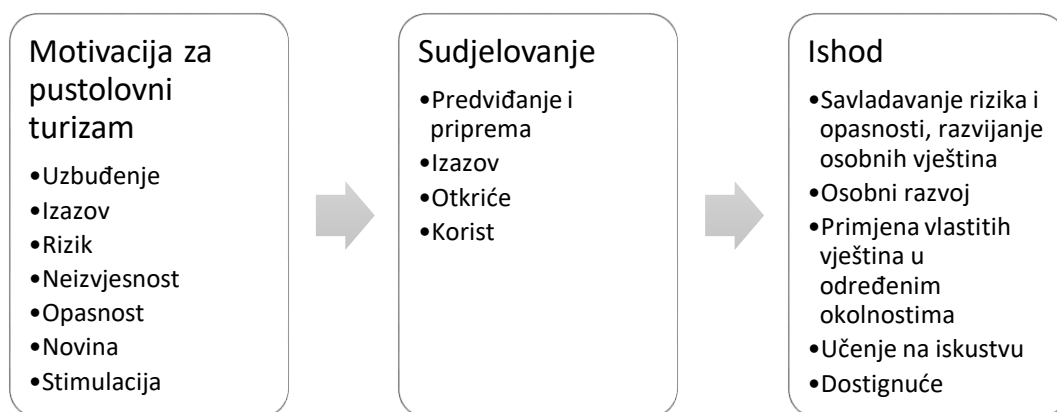 Motivacija za
pustolovni
turizam
•Uzbuđenje
•Izazov
•Rizik
•Neizvjesnost
•Opasnost
•Novina
•Stimulacija
Sudjelovanje
•Predviđanje i
priprema
•Izazov
•Otkriće
•Korist
Ishod
•Savladavanje rizika i
opasnosti, razvijanje
osobnih vještina
•Osobni razvoj
•Primjena vlastitih
vještina u
određenim
okolnostima
•Učenje na iskustvu
•Dostignuće